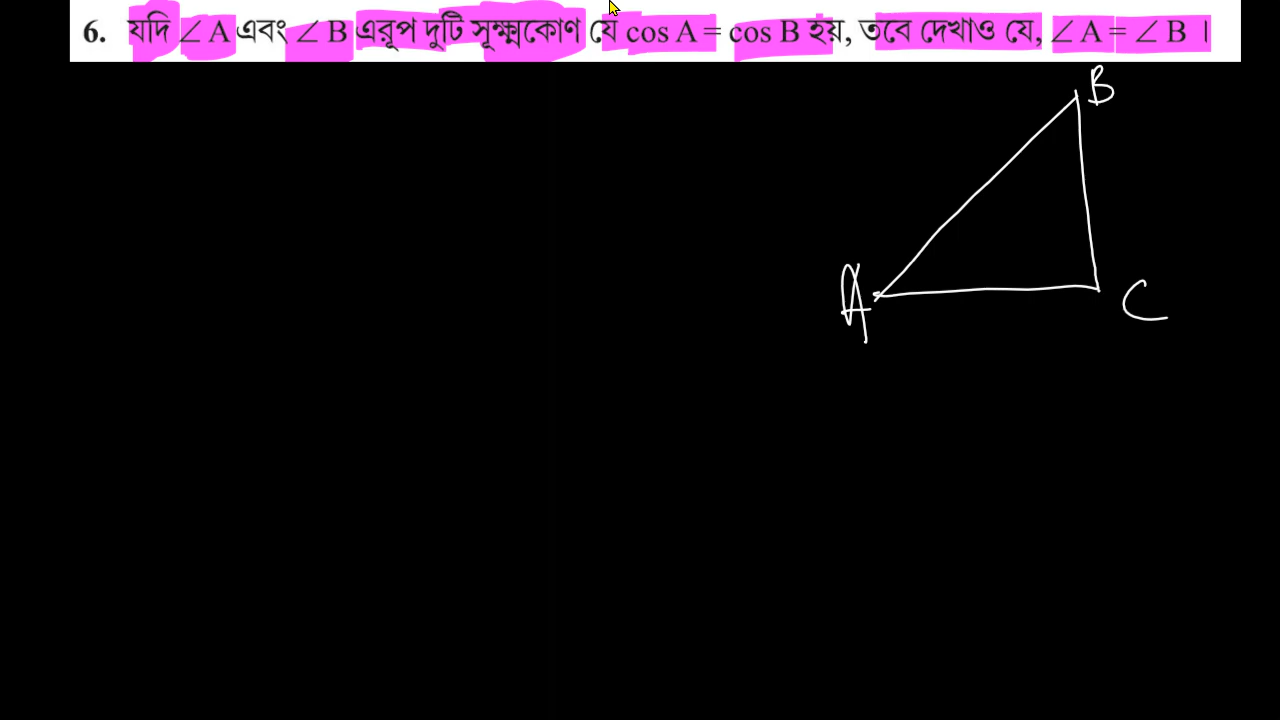 6. যদি ∠A এবং ∠B এরূপ দুটি সূক্ষ্মকোণ যে cos A = cos B হয়, তবে দেখাও যে, ∠A = ∠B ।
B
A
C